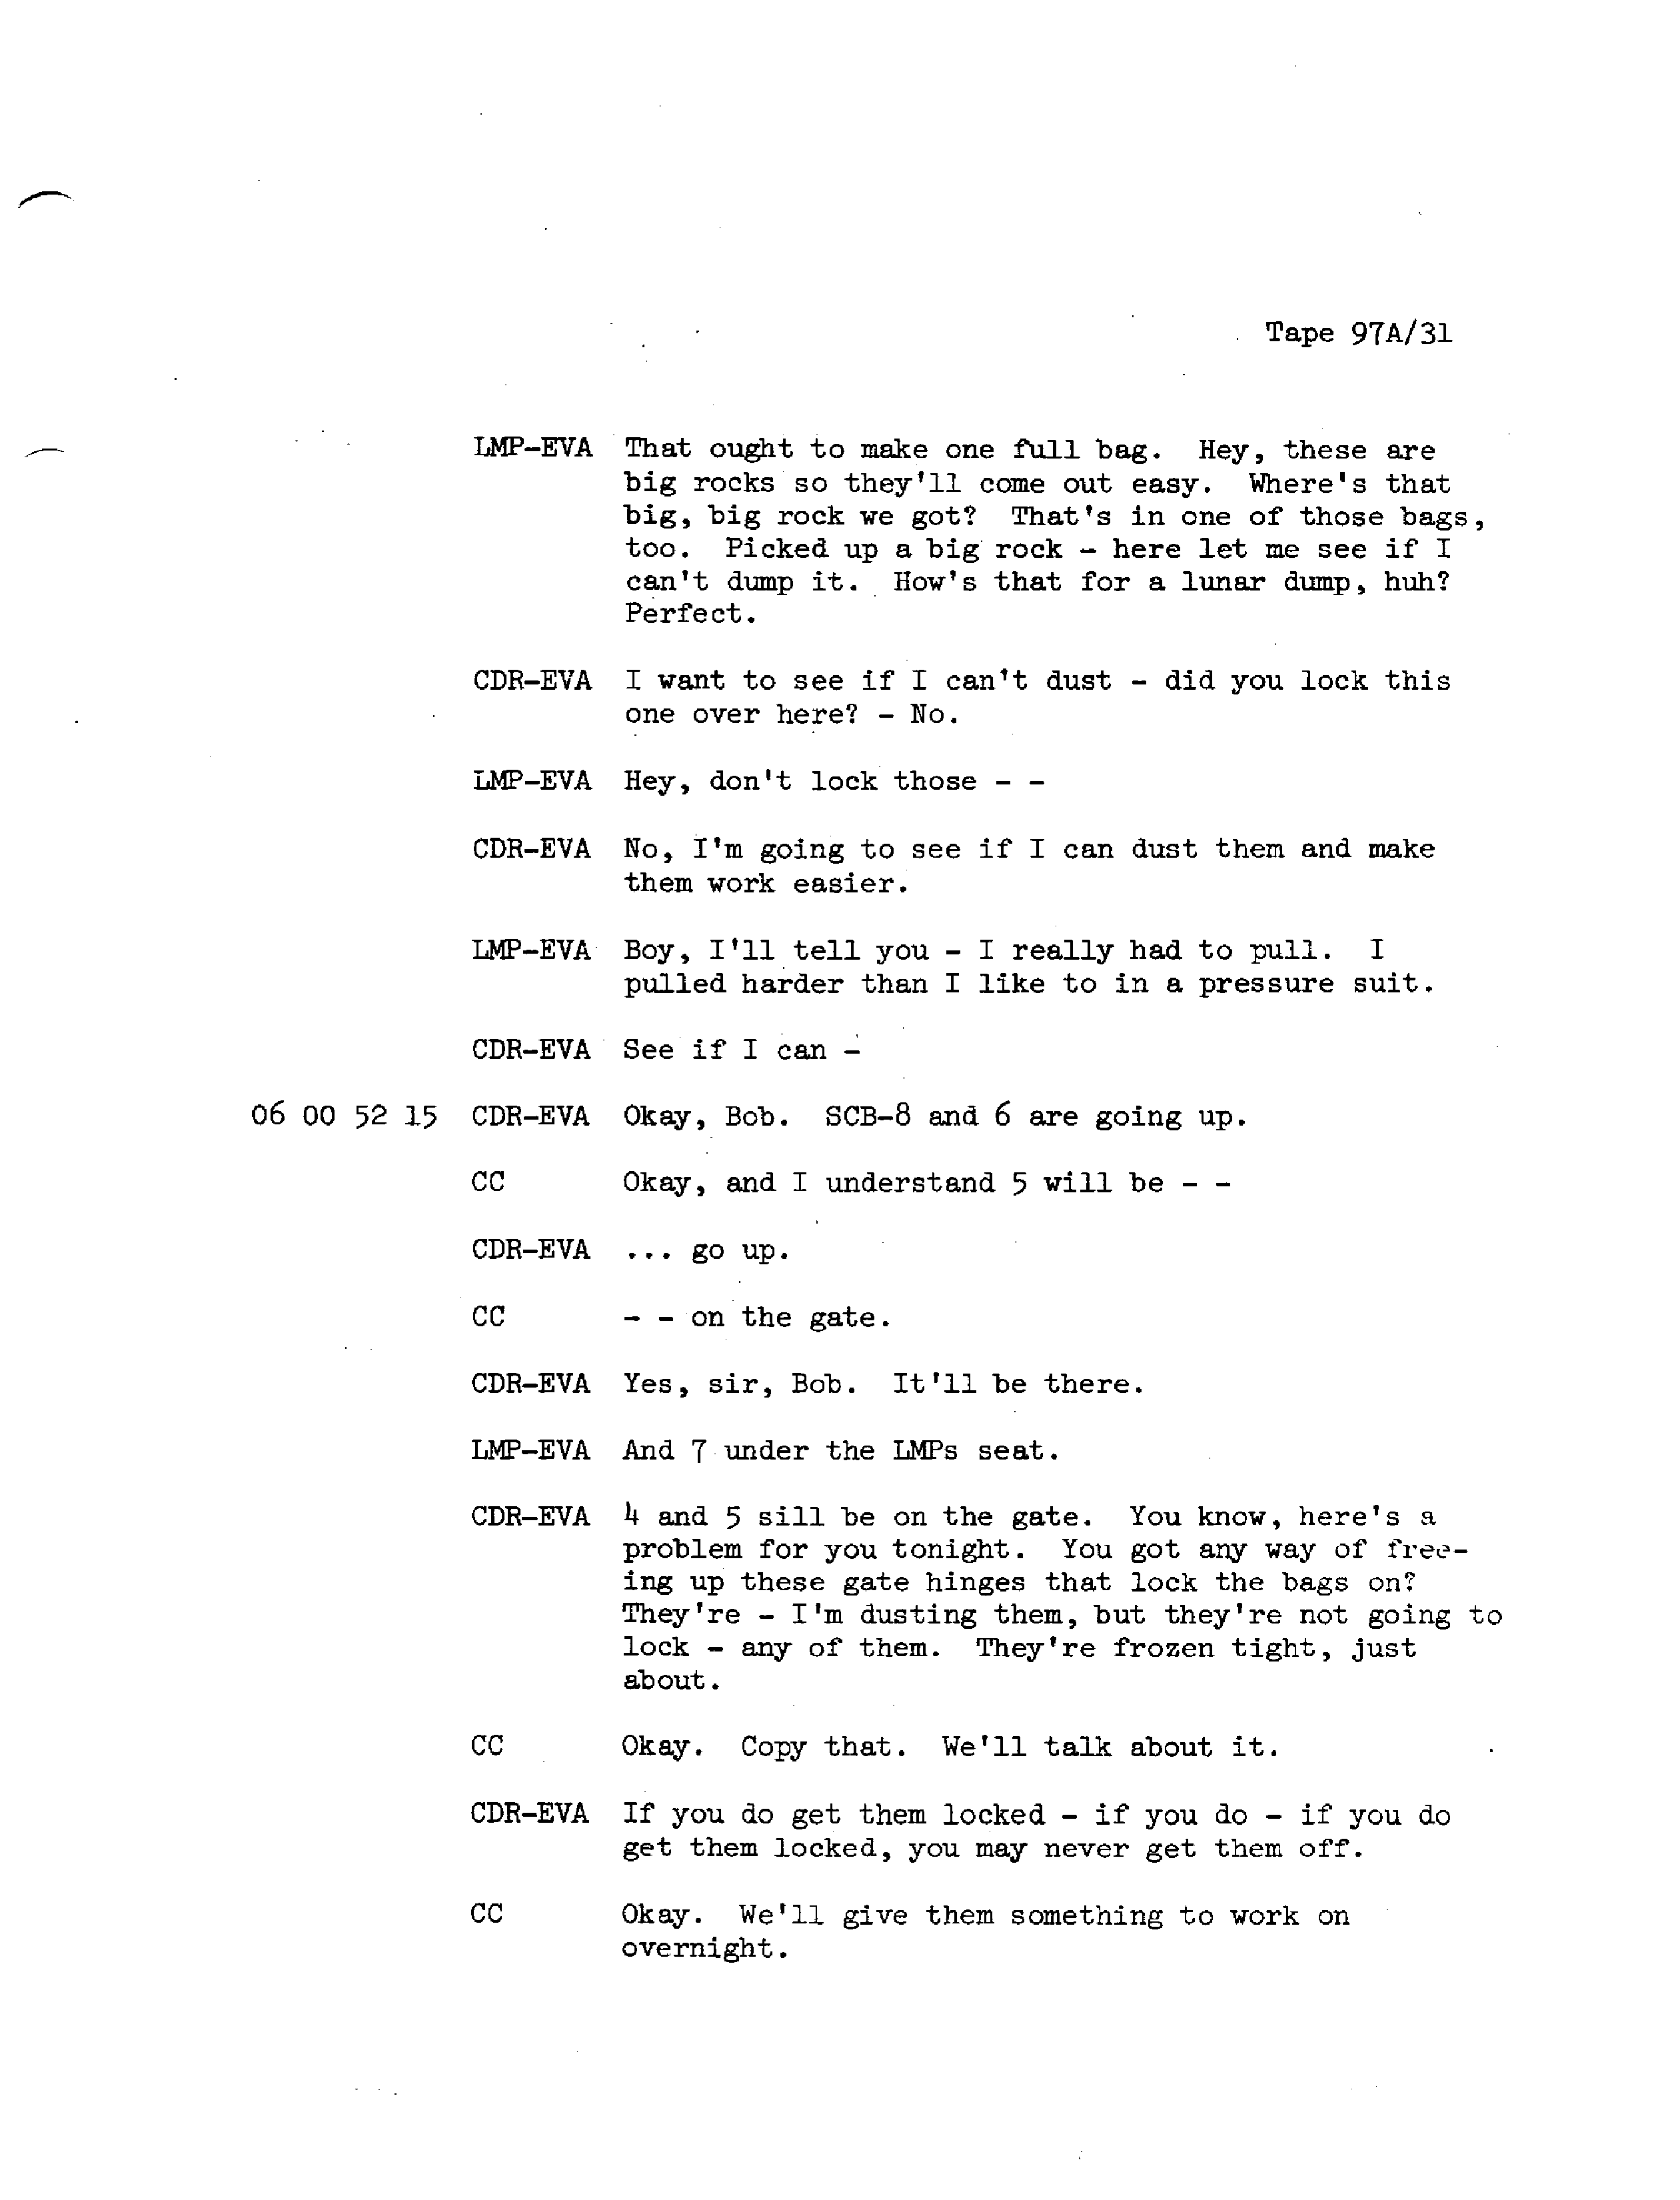 Tape 97A/31
LMP-EVA That ought to make one full bag. Hey, these are
big rocks so they'll come out easy. Where's that
big, big rock we got? That's in one of those bags,
too. Picked up a big rock - here let me see if I
can't dump it. How's that for a lunar dump, huh?
Perfect.
CDR-EVA I want to see if I can't dust - did you lock this
one over here? - No.
LMP-EVA Hey, don't lock those - -
CDR-EVA No, I'm going to see if I can dust them and make
them work easier.
LMP-EVA Boy, I'll tell you - I really had to pull. I
pulled harder than I like to in a pressure suit.
CDR-EVA See if I can -
06 00 52 15 CDR-EVA Okay, Bob. SCB-8 and 6 are going up.
CC Okay, and I understand 5 will be - -
CDR-EVA ... go up.
CC - - on the gate.
CDR-EVA Yes, sir, Bob. It'll be there.
LMP-EVA And 7 under the LMPs seat.
CDR-EVA 4 and 5 sill be on the gate. You know, here's a
problem for you tonight. You got any way of free-
ing up these gate hinges that lock the bags on?
They're - I'm dusting them, but they're not going to
lock - any of them. They're frozen tight, just
about.
CC Okay. Copy that. We'll talk about it.
CDR-EVA If you do get them locked - if you do - if you do
get them locked, you may never get them off.
CC Okay. We'll give them something to work on
overnight.